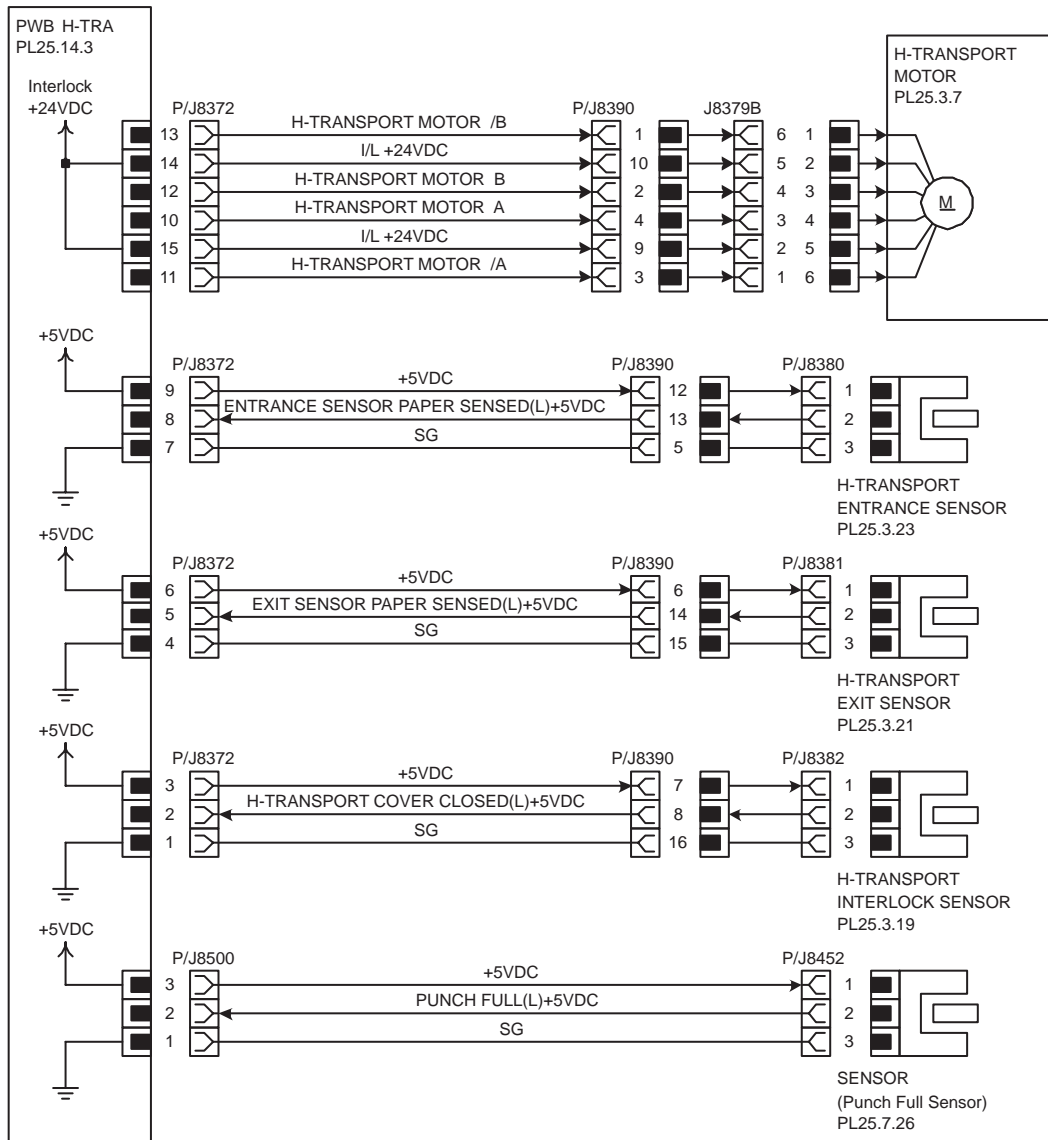 PWB H-TRA
PL25.14.3
Interlock
+24VDC
H-TRANSPORT
MOTOR
PL25.3.7
P/J8372 P/J8390 J8379B
13 H-TRANSPORT MOTOR /B 1 6 1
14 I/L +24VDC 10 5 2
12 H-TRANSPORT MOTOR B 2 4 3
M
10 H-TRANSPORT MOTOR A 4 3 4
15 I/L +24VDC 9 2 5
11 H-TRANSPORT MOTOR /A 3 1 6
+5VDC
P/J8372 P/J8390 P/J8380
9 +5VDC 12 1
8 ENTRANCE SENSOR PAPER SENSED(L)+5VDC 13 2
7 SG 5 3
H-TRANSPORT
ENTRANCE SENSOR
PL25.3.23
+5VDC
P/J8372 P/J8390 P/J8381
6 +5VDC 6 1
5 EXIT SENSOR PAPER SENSED(L)+5VDC 14 2
4 SG 15 3
H-TRANSPORT
EXIT SENSOR
PL25.3.21
+5VDC
P/J8372 P/J8390 P/J8382
3 +5VDC 7 1
2 H-TRANSPORT COVER CLOSED(L)+5VDC 8 2
1 SG 16 3
H-TRANSPORT
INTERLOCK SENSOR
PL25.3.19
+5VDC
P/J8500 P/J8452
3 +5VDC 1
2 PUNCH FULL(L)+5VDC 2
1 SG 3
SENSOR
(Punch Full Sensor)
PL25.7.26